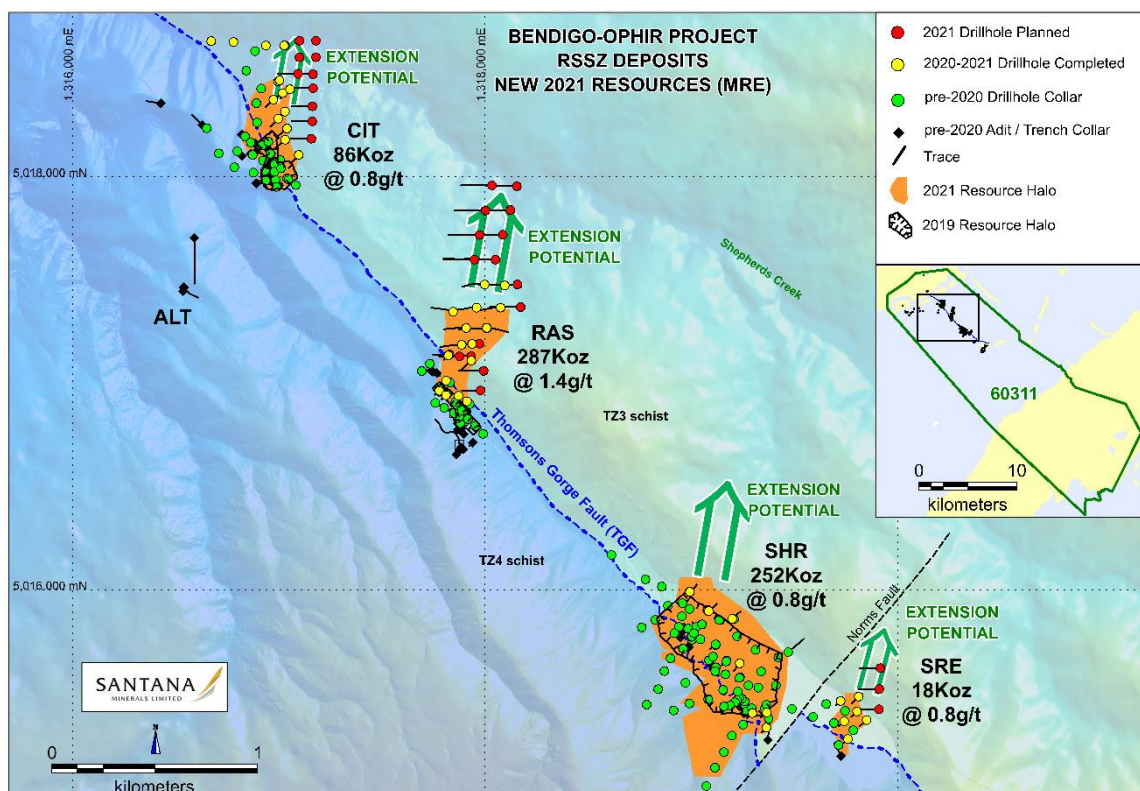 BENDIGO-OPHIR PROJECT
RSSZ DEPOSITS
NEW 2021 RESOURCES (MRE)
1,316,000 mE
1,318,000 mE
5,018,000 mN
5,016,000 mN
EXTENSION
POTENTIAL
CIT
86Koz
@ 0.8g/t
EXTENSION
POTENTIAL
Shepherds Creek
ALT
RAS
287Koz
@ 1.4g/t
TZ3 schist
Thomsons Gorge Fault (TGF)
TZ4 schist
EXTENSION
POTENTIAL
SHR
252Koz
@ 0.8g/t
Norms Fault
EXTENSION
POTENTIAL
SRE
18Koz
@ 0.8g/t
2021 Drillhole Planned
2020-2021 Drillhole Completed
pre-2020 Drillhole Collar
pre-2020 Adit / Trench Collar
Trace
2021 Resource Halo
2019 Resource Halo
60311
0 10
kilometers
SANTANA
MINERALS LIMITED
N
0 1
kilometers